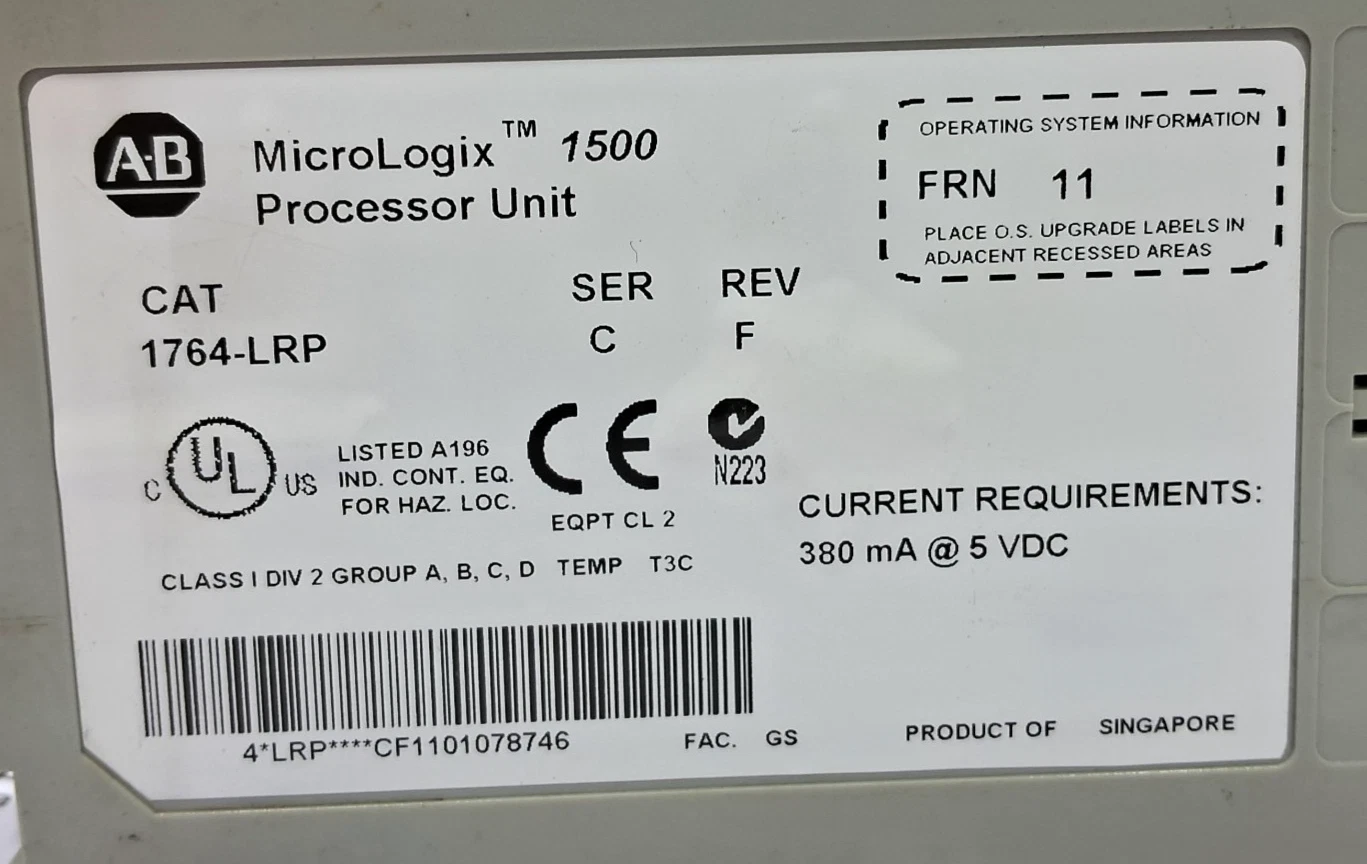 A-B
MicroLogix™ 1500
Processor Unit
OPERATING SYSTEM INFORMATION
FRN 11
PLACE O.S. UPGRADE LABELS IN
ADJACENT RECESSED AREAS
CAT SER REV
1764-LRP C F
C UL US
LISTED A196
IND. CONT. EQ.
FOR HAZ. LOC.
CE
EQPT CL 2
N223
CURRENT REQUIREMENTS:
380 mA @ 5 VDC
CLASS I DIV 2 GROUP A, B, C, D TEMP T3C
4*LRP****CF1101078746 FAC. GS PRODUCT OF SINGAPORE